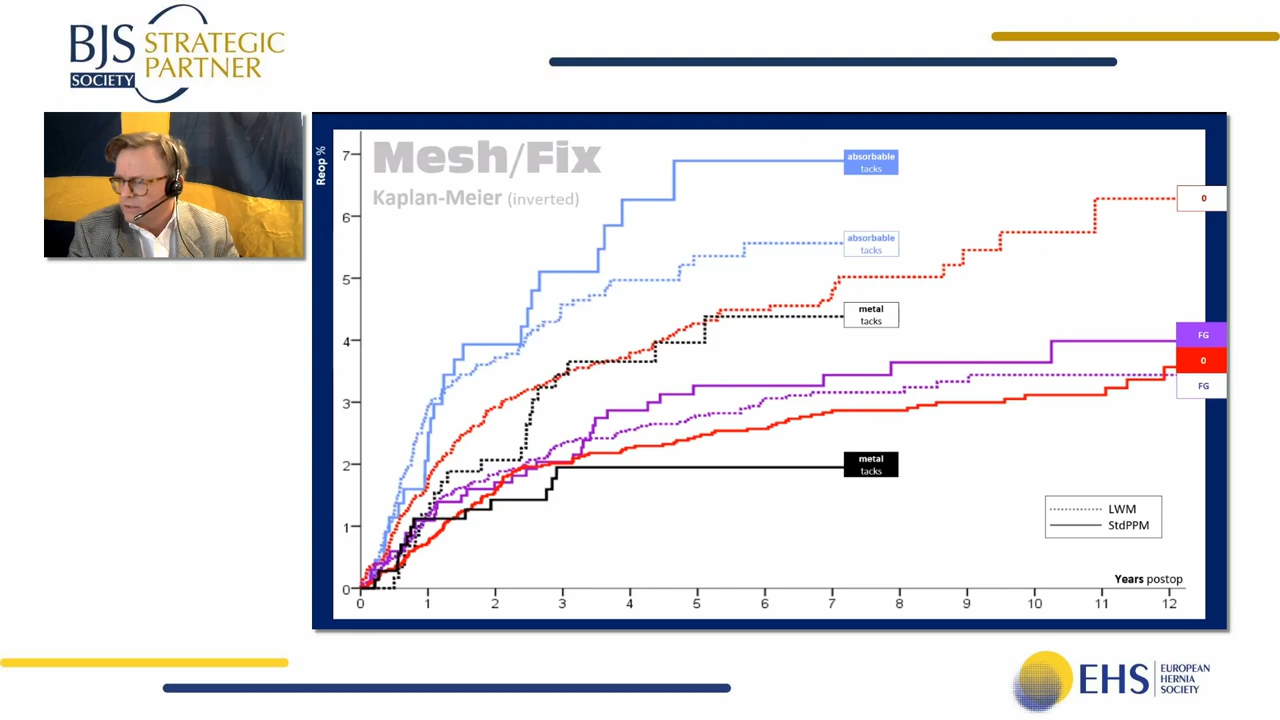 BJS STRATEGIC
SOCIETY PARTNER
Mesh/Fix
Kaplan-Meier (inverted)
Reop %
7
6
5
4
3
2
1
0
absorbable
tacks
0
absorbable
tacks
metal
tacks
FG
0
FG
metal
tacks
LWM
StdPPM
Years postop
0 1 2 3 4 5 6 7 8 9 10 11 12
EHS EUROPEAN
HERNIA
SOCIETY